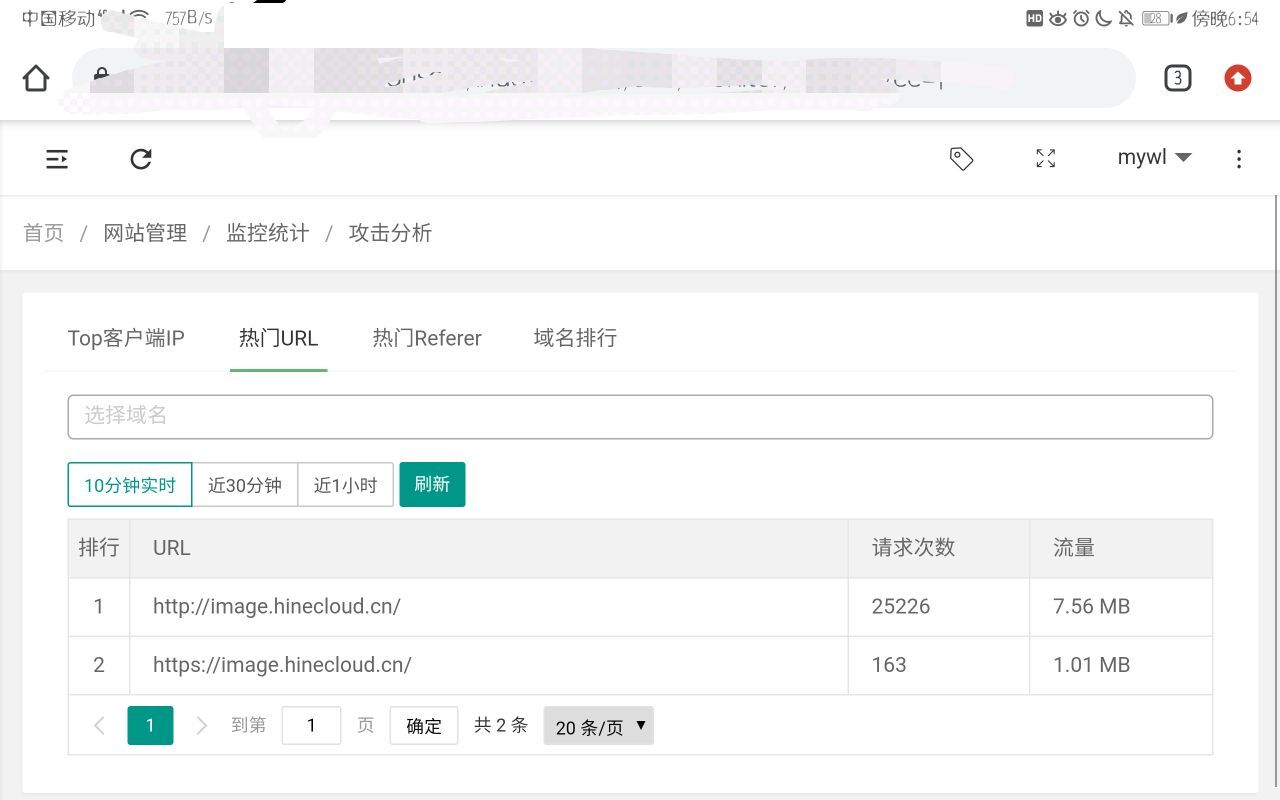 中国移动 757B/s HD 28 傍晚6:54
3
mywl
首页 / 网站管理 / 监控统计 / 攻击分析
Top客户端IP 热门URL 热门Referer 域名排行
选择域名
10分钟实时 近30分钟 近1小时 刷新
排行 URL 请求次数 流量
1 http://image.hinecloud.cn/ 25226 7.56 MB
2 https://image.hinecloud.cn/ 163 1.01 MB
1 到第 1 页 确定 共 2 条 20 条/页